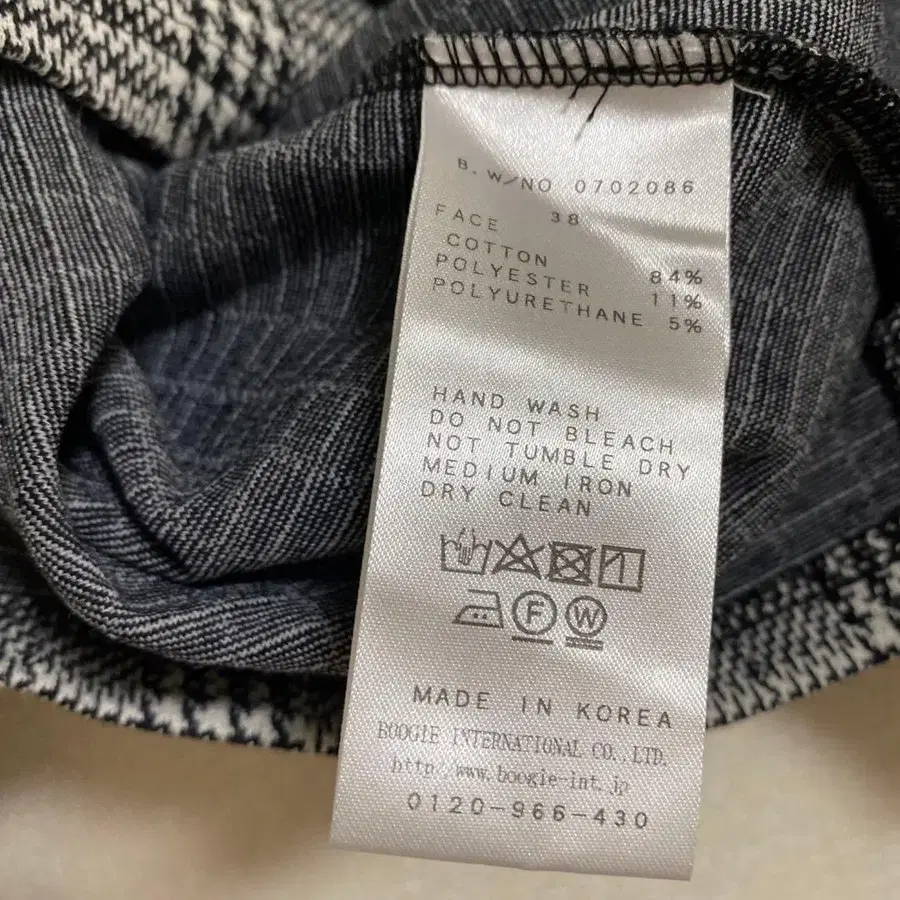 B.W/NO 0702086
38
FACE
COTTON 84%
POLYESTER 11%
POLYURETHANE 5%
HAND WASH
DO NOT BLEACH
NOT TUMBLE DRY
MEDIUM IRON
DRY CLEAN
F W
MADE IN KOREA
BOOGIE INTERNATIONAL CO.,LTD.
http://www.boogie-int.jp
0120-966-430